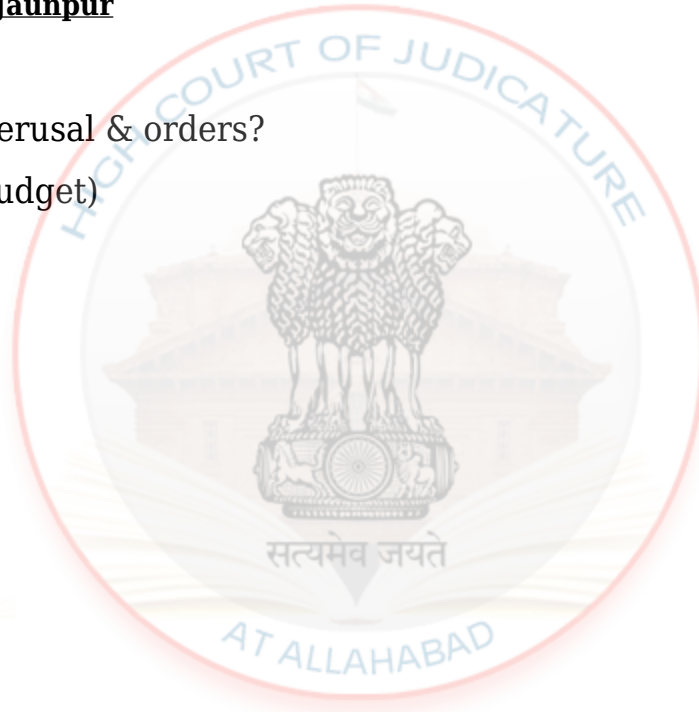 Jaunpur
HIGH COURT OF JUDICATURE
erusal & orders?
udget)
सत्यमेव जयते
AT ALLAHABAD